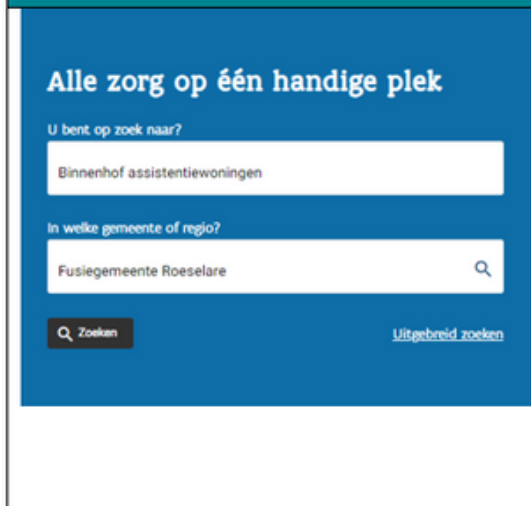 Alle zorg op één handige plek
U bent op zoek naar?
Binnenhof assistentiewoningen
In welke gemeente of regio?
Fusiegemeente Roeselare
Zoeken
Uitgebreid zoeken